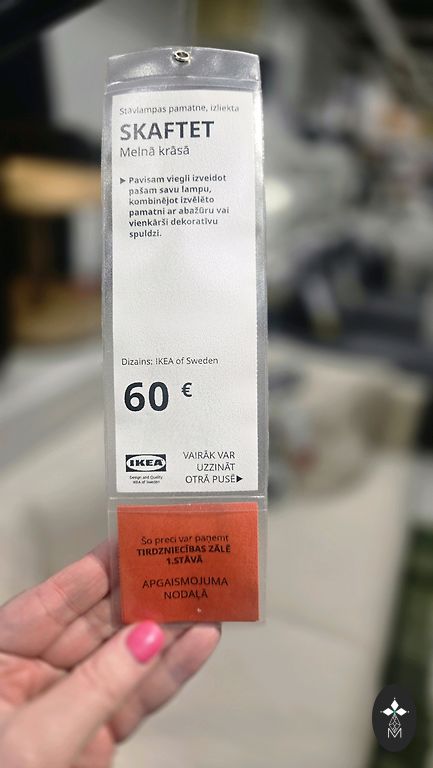 Stāvlampas pamatne, izliekta
SKAFTET
Melnā krāsā
▶ Pavisam viegli izveidot
pašam savu lampu,
kombinējot izvēlēto
pamatni ar abažūru vai
vienkārši dekoratīvu
spuldzi.
Dizains: IKEA of Sweden
60 €
IKEA
Design and Quality
IKEA of Sweden
VAIRĀK VAR
UZZINĀT
OTRĀ PUSĒ▶
Šo preci var paņemt
TIRDZNIECĪBAS ZĀLĒ
1.STĀVĀ
APGAISMOJUMA
NODAĻĀ
M